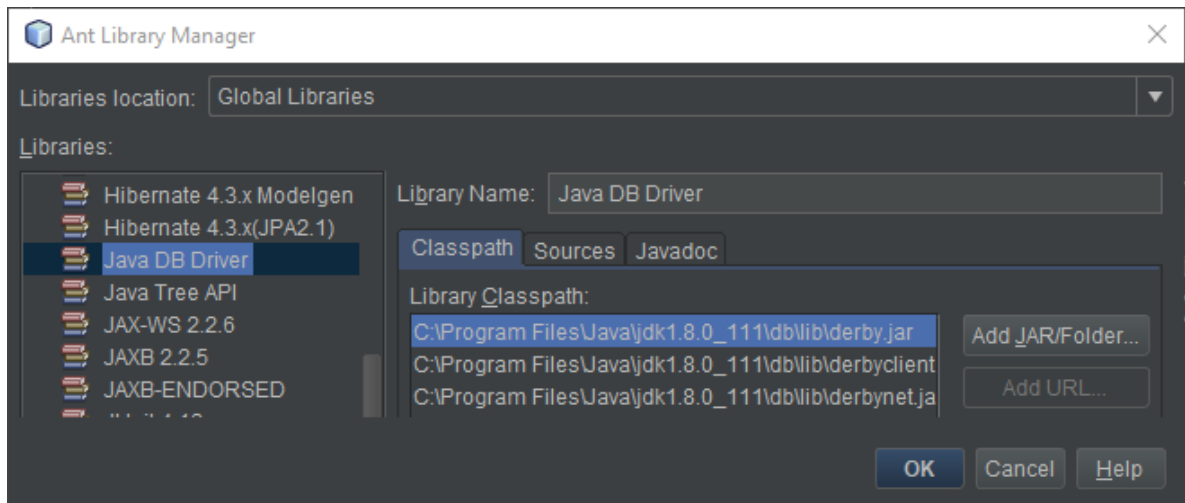 Ant Library Manager
Libraries location: Global Libraries
Libraries:
Hibernate 4.3.x Modelgen
Hibernate 4.3.x(JPA2.1)
Java DB Driver
Java Tree API
JAX-WS 2.2.6
JAXB 2.2.5
JAXB-ENDORSED
Library Name: Java DB Driver
Classpath Sources Javadoc
Library Classpath:
C:\Program Files\Java\jdk1.8.0_111\db\lib\derby.jar
C:\Program Files\Java\jdk1.8.0_111\db\lib\derbyclient
C:\Program Files\Java\jdk1.8.0_111\db\lib\derbynet.ja
Add JAR/Folder...
Add URL...
OK Cancel Help